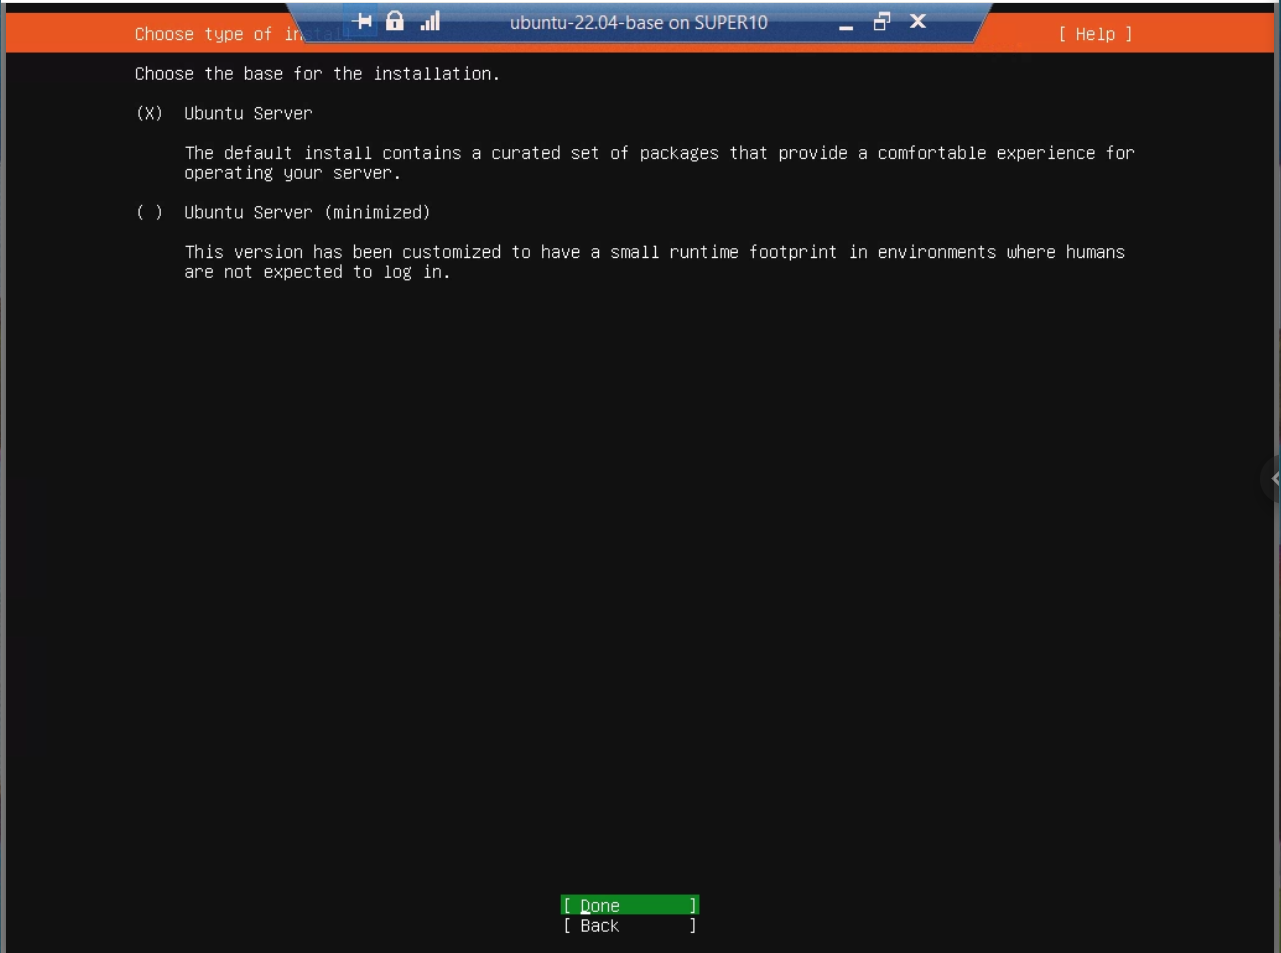 ubuntu-22.04-base on SUPER10
Choose type of install [ Help ]
Choose the base for the installation.
(X) Ubuntu Server
The default install contains a curated set of packages that provide a comfortable experience for
operating your server.
( ) Ubuntu Server (minimized)
This version has been customized to have a small runtime footprint in environments where humans
are not expected to log in.
[ Done ]
[ Back ]